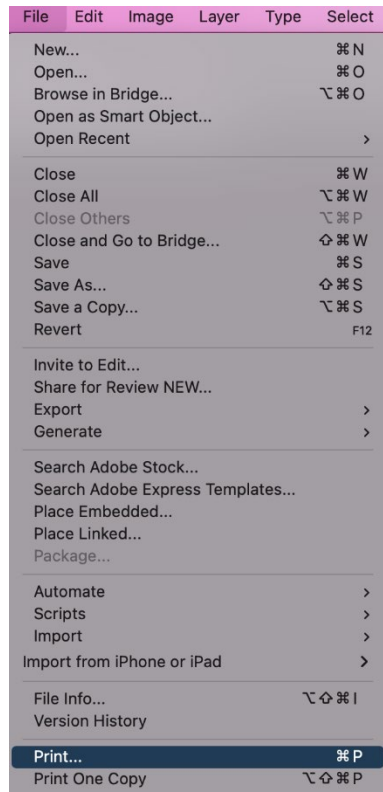 File Edit Image Layer Type Select
New... ⌘ N
Open... ⌘ O
Browse in Bridge... ⌥ ⌘ O
Open as Smart Object...
Open Recent >
Close ⌘ W
Close All ⌥ ⌘ W
Close Others ⌥ ⌘ P
Close and Go to Bridge... ⇧ ⌘ W
Save ⌘ S
Save As... ⇧ ⌘ S
Save a Copy... ⌥ ⌘ S
Revert F12
Invite to Edit...
Share for Review NEW...
Export >
Generate >
Search Adobe Stock...
Search Adobe Express Templates...
Place Embedded...
Place Linked...
Package...
Automate >
Scripts >
Import >
Import from iPhone or iPad >
File Info... ⌥ ⇧ ⌘ I
Version History
Print... ⌘ P
Print One Copy ⌥ ⇧ ⌘ P